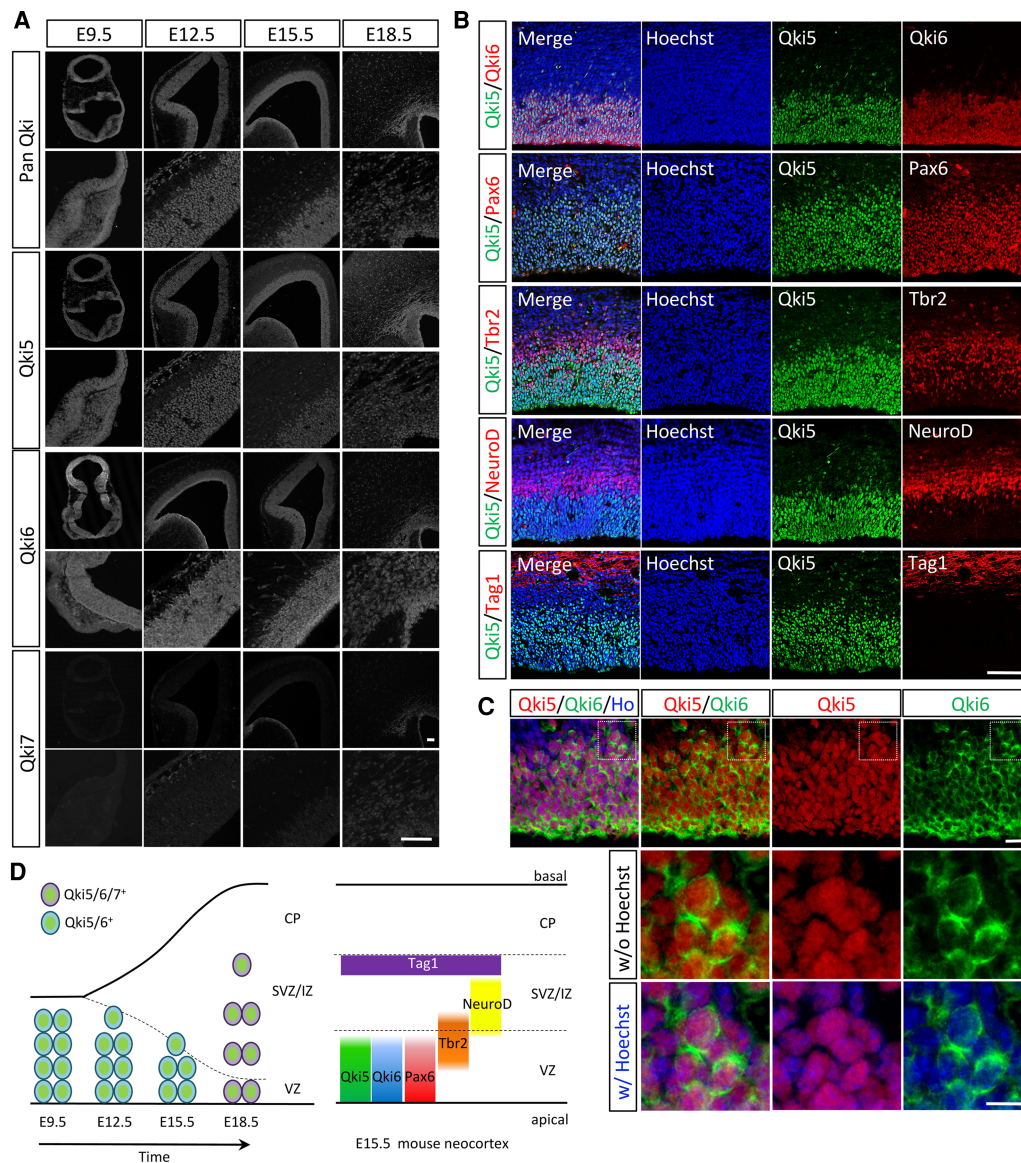 A
E9.5 E12.5 E15.5 E18.5
Pan Qki
Qki5
Qki6
Qki7
B
Qki5/Qki6
Merge Hoechst Qki5 Qki6
Qki5/Pax6
Merge Hoechst Qki5 Pax6
Qki5/Tbr2
Merge Hoechst Qki5 Tbr2
Qki5/NeuroD
Merge Hoechst Qki5 NeuroD
Qki5/Tag1
Merge Hoechst Qki5 Tag1
C
Qki5/Qki6/Ho Qki5/Qki6 Qki5 Qki6
w/o Hoechst
w/ Hoechst
D
Qki5/6/7⁺
Qki5/6⁺
CP
SVZ/IZ
VZ
E9.5 E12.5 E15.5 E18.5
Time
basal
CP
Tag1
SVZ/IZ
NeuroD
Tbr2
Qki5 Qki6 Pax6
VZ
apical
E15.5 mouse neocortex